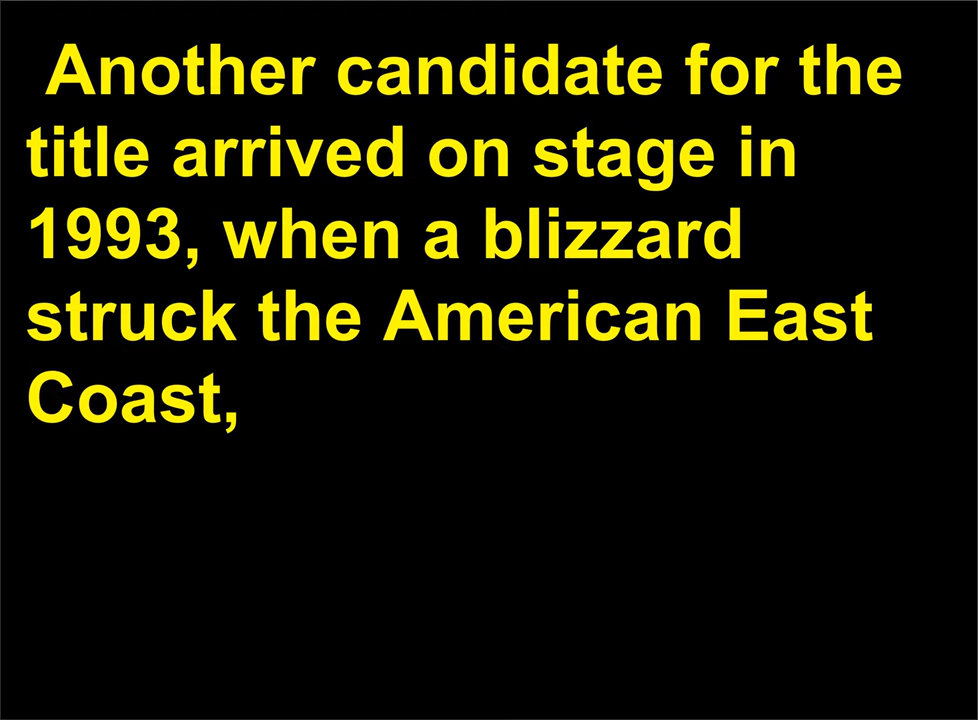 Another candidate for the
title arrived on stage in
1993, when a blizzard
struck the American East
Coast,